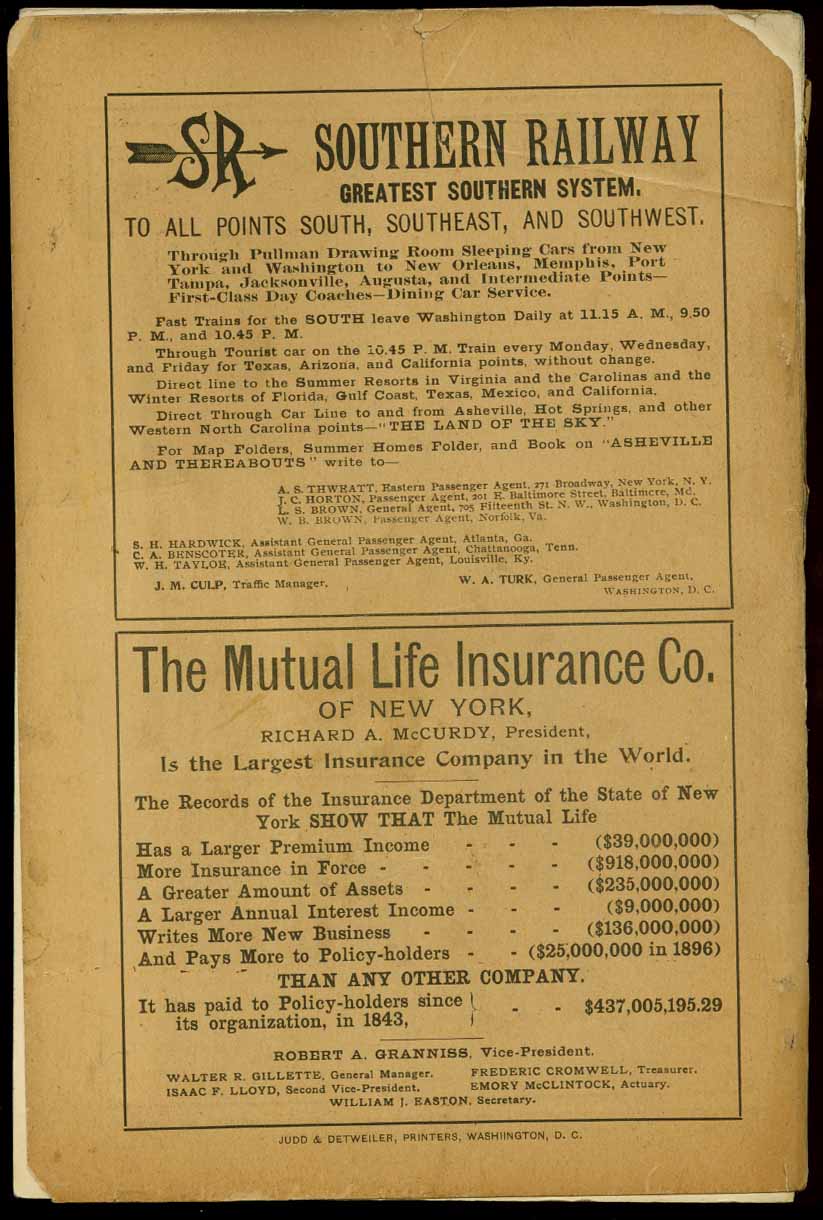 SR SOUTHERN RAILWAY
GREATEST SOUTHERN SYSTEM.
TO ALL POINTS SOUTH, SOUTHEAST, AND SOUTHWEST.
Through Pullman Drawing Room Sleeping Cars from New
York and Washington to New Orleans, Memphis, Port
Tampa, Jacksonville, Augusta, and Intermediate Points—
First-Class Day Coaches—Dining Car Service.
Fast Trains for the SOUTH leave Washington Daily at 11.15 A. M., 9.50
P. M., and 10.45 P. M.
Through Tourist car on the 10.45 P. M. Train every Monday, Wednesday,
and Friday for Texas, Arizona, and California points, without change.
Direct line to the Summer Resorts in Virginia and the Carolinas and the
Winter Resorts of Florida, Gulf Coast, Texas, Mexico, and California.
Direct Through Car Line to and from Asheville, Hot Springs, and other
Western North Carolina points—"THE LAND OF THE SKY."
For Map Folders, Summer Homes Folder, and Book on "ASHEVILLE
AND THEREABOUTS" write to—
A. S. THWEATT, Eastern Passenger Agent, 271 Broadway, New York, N. Y.
J. C. HORTON, Passenger Agent, 201 E. Baltimore Street, Baltimore, Md.
L. S. BROWN, General Agent, 705 Fifteenth St. N. W., Washington, D. C.
W. B. BROWN, Passenger Agent, Norfolk, Va.
S. H. HARDWICK, Assistant General Passenger Agent, Atlanta, Ga.
C. A. BENSCOTER, Assistant General Passenger Agent, Chattanooga, Tenn.
W. H. TAYLOE, Assistant General Passenger Agent, Louisville, Ky.
J. M. CULP, Traffic Manager. W. A. TURK, General Passenger Agent,
WASHINGTON, D. C.
The Mutual Life Insurance Co.
OF NEW YORK,
RICHARD A. McCURDY, President,
Is the Largest Insurance Company in the World.
The Records of the Insurance Department of the State of New
York SHOW THAT The Mutual Life
Has a Larger Premium Income - - - ($39,000,000)
More Insurance in Force - - - - - ($918,000,000)
A Greater Amount of Assets - - - - ($235,000,000)
A Larger Annual Interest Income - - - ($9,000,000)
Writes More New Business - - - - ($136,000,000)
And Pays More to Policy-holders - - ($25,000,000 in 1896)
THAN ANY OTHER COMPANY.
It has paid to Policy-holders since } - - $437,005,195.29
its organization, in 1843,
ROBERT A. GRANNISS, Vice-President.
WALTER R. GILLETTE, General Manager. FREDERIC CROMWELL, Treasurer.
ISAAC F. LLOYD, Second Vice-President. EMORY McCLINTOCK, Actuary.
WILLIAM J. EASTON, Secretary.
JUDD & DETWEILER, PRINTERS, WASHIINGTON, D. C.